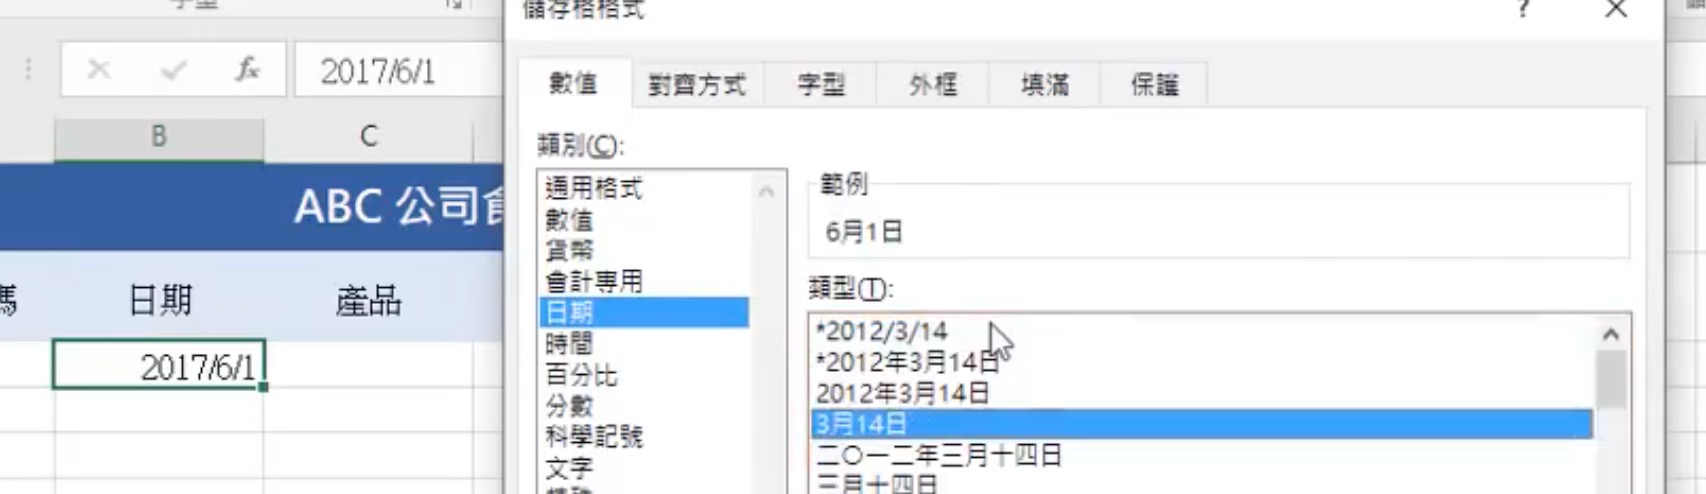 字型
儲存格格式
?
fx
2017/6/1
數值 對齊方式 字型 外框 填滿 保護
B C
類別(C):
ABC 公司
通用格式
範例
數值
6月1日
貨幣
會計專用
類型(T):
日期 產品
日期
*2012/3/14
時間
*2012年3月14日
2017/6/1
百分比
2012年3月14日
分數
3月14日
科學記號
二〇一二年三月十四日
文字
三月十四日